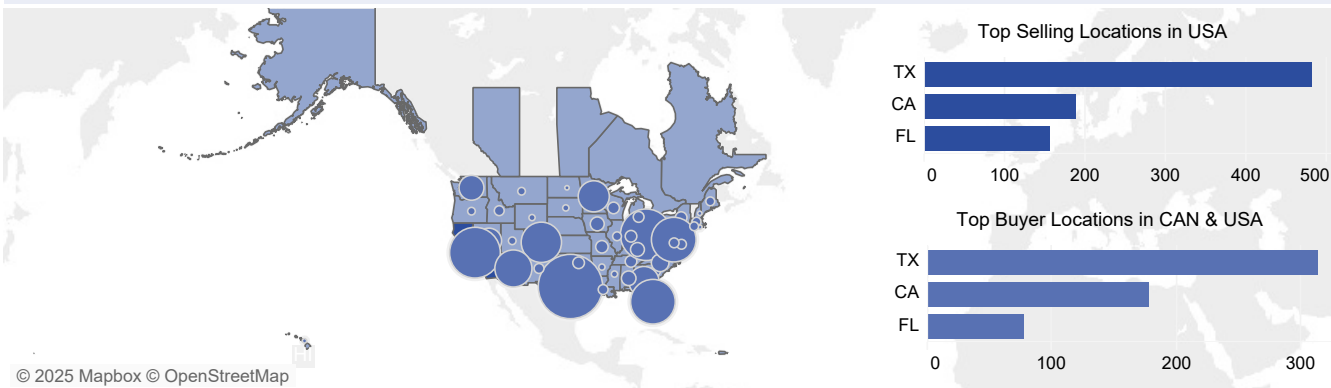 Top Selling Locations in USA
TX
CA
FL
0 100 200 300 400 500
Top Buyer Locations in CAN & USA
TX
CA
FL
0 100 200 300
HI
© 2025 Mapbox © OpenStreetMap